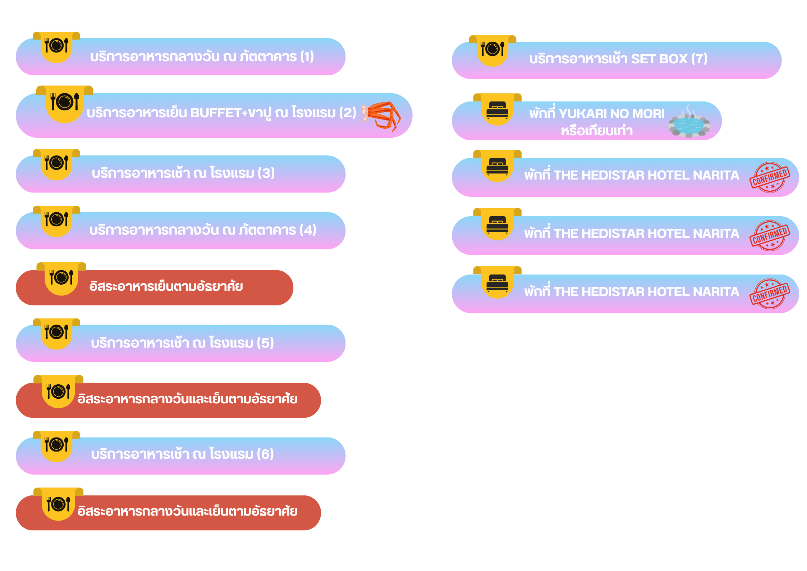 บริการอาหารกลางวัน ณ ภัตตาคาร (1)
บริการอาหารเย็น BUFFET+ขาปู ณ โรงแรม (2)
บริการอาหารเช้า ณ โรงแรม (3)
บริการอาหารกลางวัน ณ ภัตตาคาร (4)
อิสระอาหารเย็นตามอัธยาศัย
บริการอาหารเช้า ณ โรงแรม (5)
อิสระอาหารกลางวันและเย็นตามอัธยาศัย
บริการอาหารเช้า ณ โรงแรม (6)
อิสระอาหารกลางวันและเย็นตามอัธยาศัย
บริการอาหารเช้า SET BOX (7)
พักที่ YUKARI NO MORI
หรือเทียบเท่า
พักที่ THE HEDISTAR HOTEL NARITA
CONFIRMED
พักที่ THE HEDISTAR HOTEL NARITA
CONFIRMED
พักที่ THE HEDISTAR HOTEL NARITA
CONFIRMED